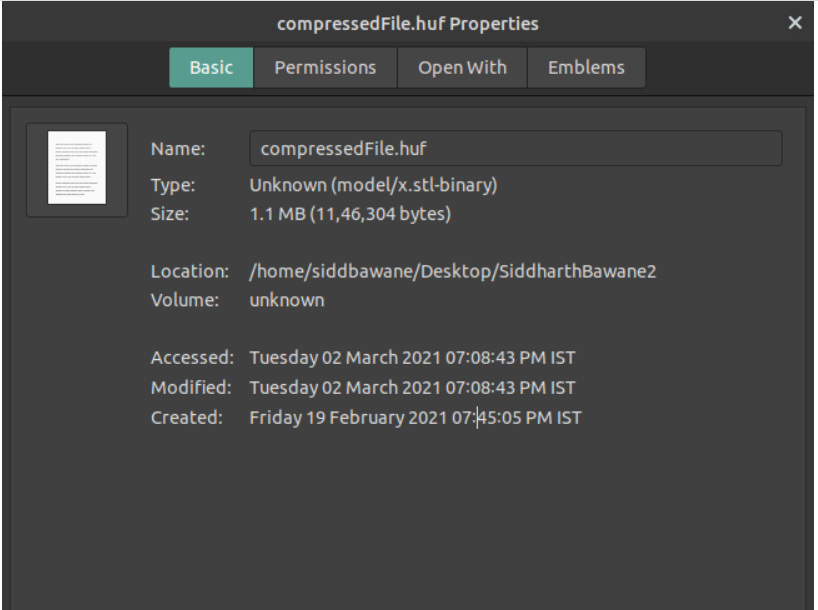 compressedFile.huf Properties
Basic Permissions Open With Emblems
Name: compressedFile.huf
Type: Unknown (model/x.stl-binary)
Size: 1.1 MB (11,46,304 bytes)
Location: /home/siddbawane/Desktop/SiddharthBawane2
Volume: unknown
Accessed: Tuesday 02 March 2021 07:08:43 PM IST
Modified: Tuesday 02 March 2021 07:08:43 PM IST
Created: Friday 19 February 2021 07:45:05 PM IST